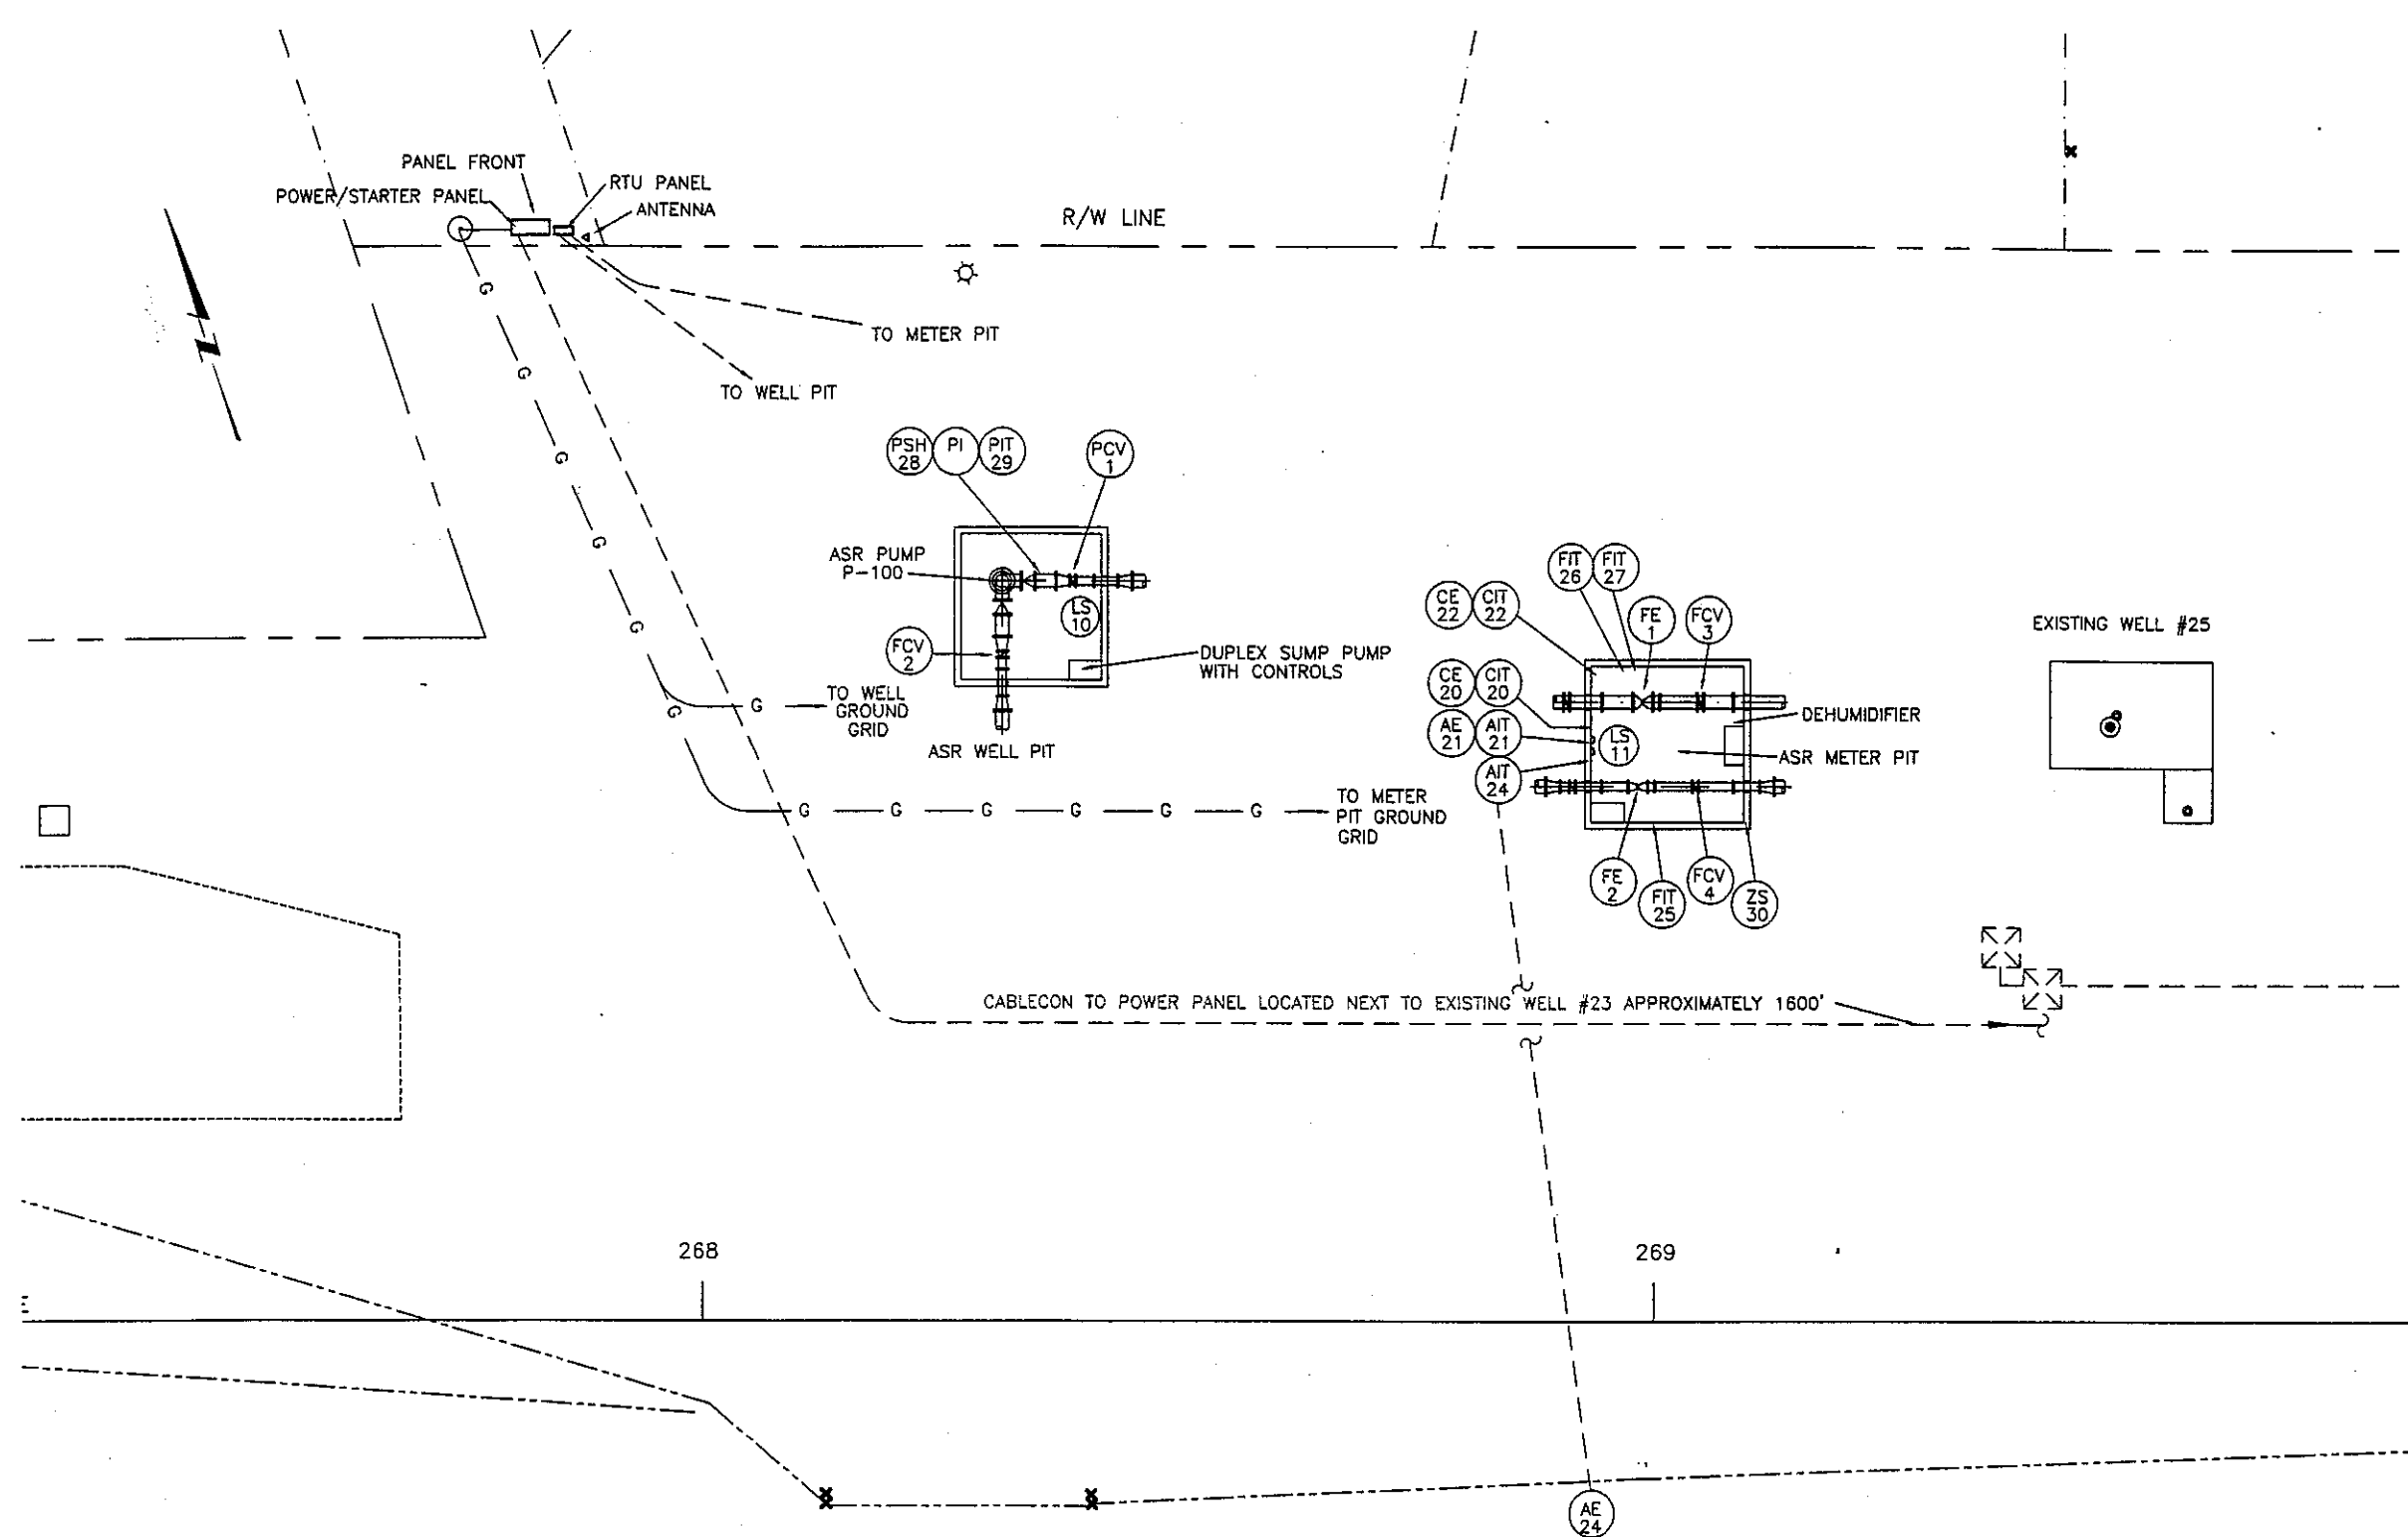 PANEL FRONT
RTU PANEL
POWER/STARTER PANEL
ANTENNA
R/W LINE
G
TO METER PIT
G
TO WELL PIT
PSH
28
PI
PIT
29
PCV
1
G
ASR PUMP
P-100
G
LS
10
G
FCV
2
DUPLEX SUMP PUMP
WITH CONTROLS
FIT
26
FIT
27
CE
22
CIT
22
FE
1
FCV
3
EXISTING WELL #25
CE
20
CIT
20
AE
21
AIT
21
LS
11
AIT
24
DEHUMIDIFIER
ASR METER PIT
G
G
TO WELL
GROUND
GRID
ASR WELL PIT
G G G G G G
TO METER
PIT GROUND
GRID
FE
2
FIT
25
FCV
4
ZS
30
CABLECON TO POWER PANEL LOCATED NEXT TO EXISTING WELL #23 APPROXIMATELY 1600'
268
269
AE
24